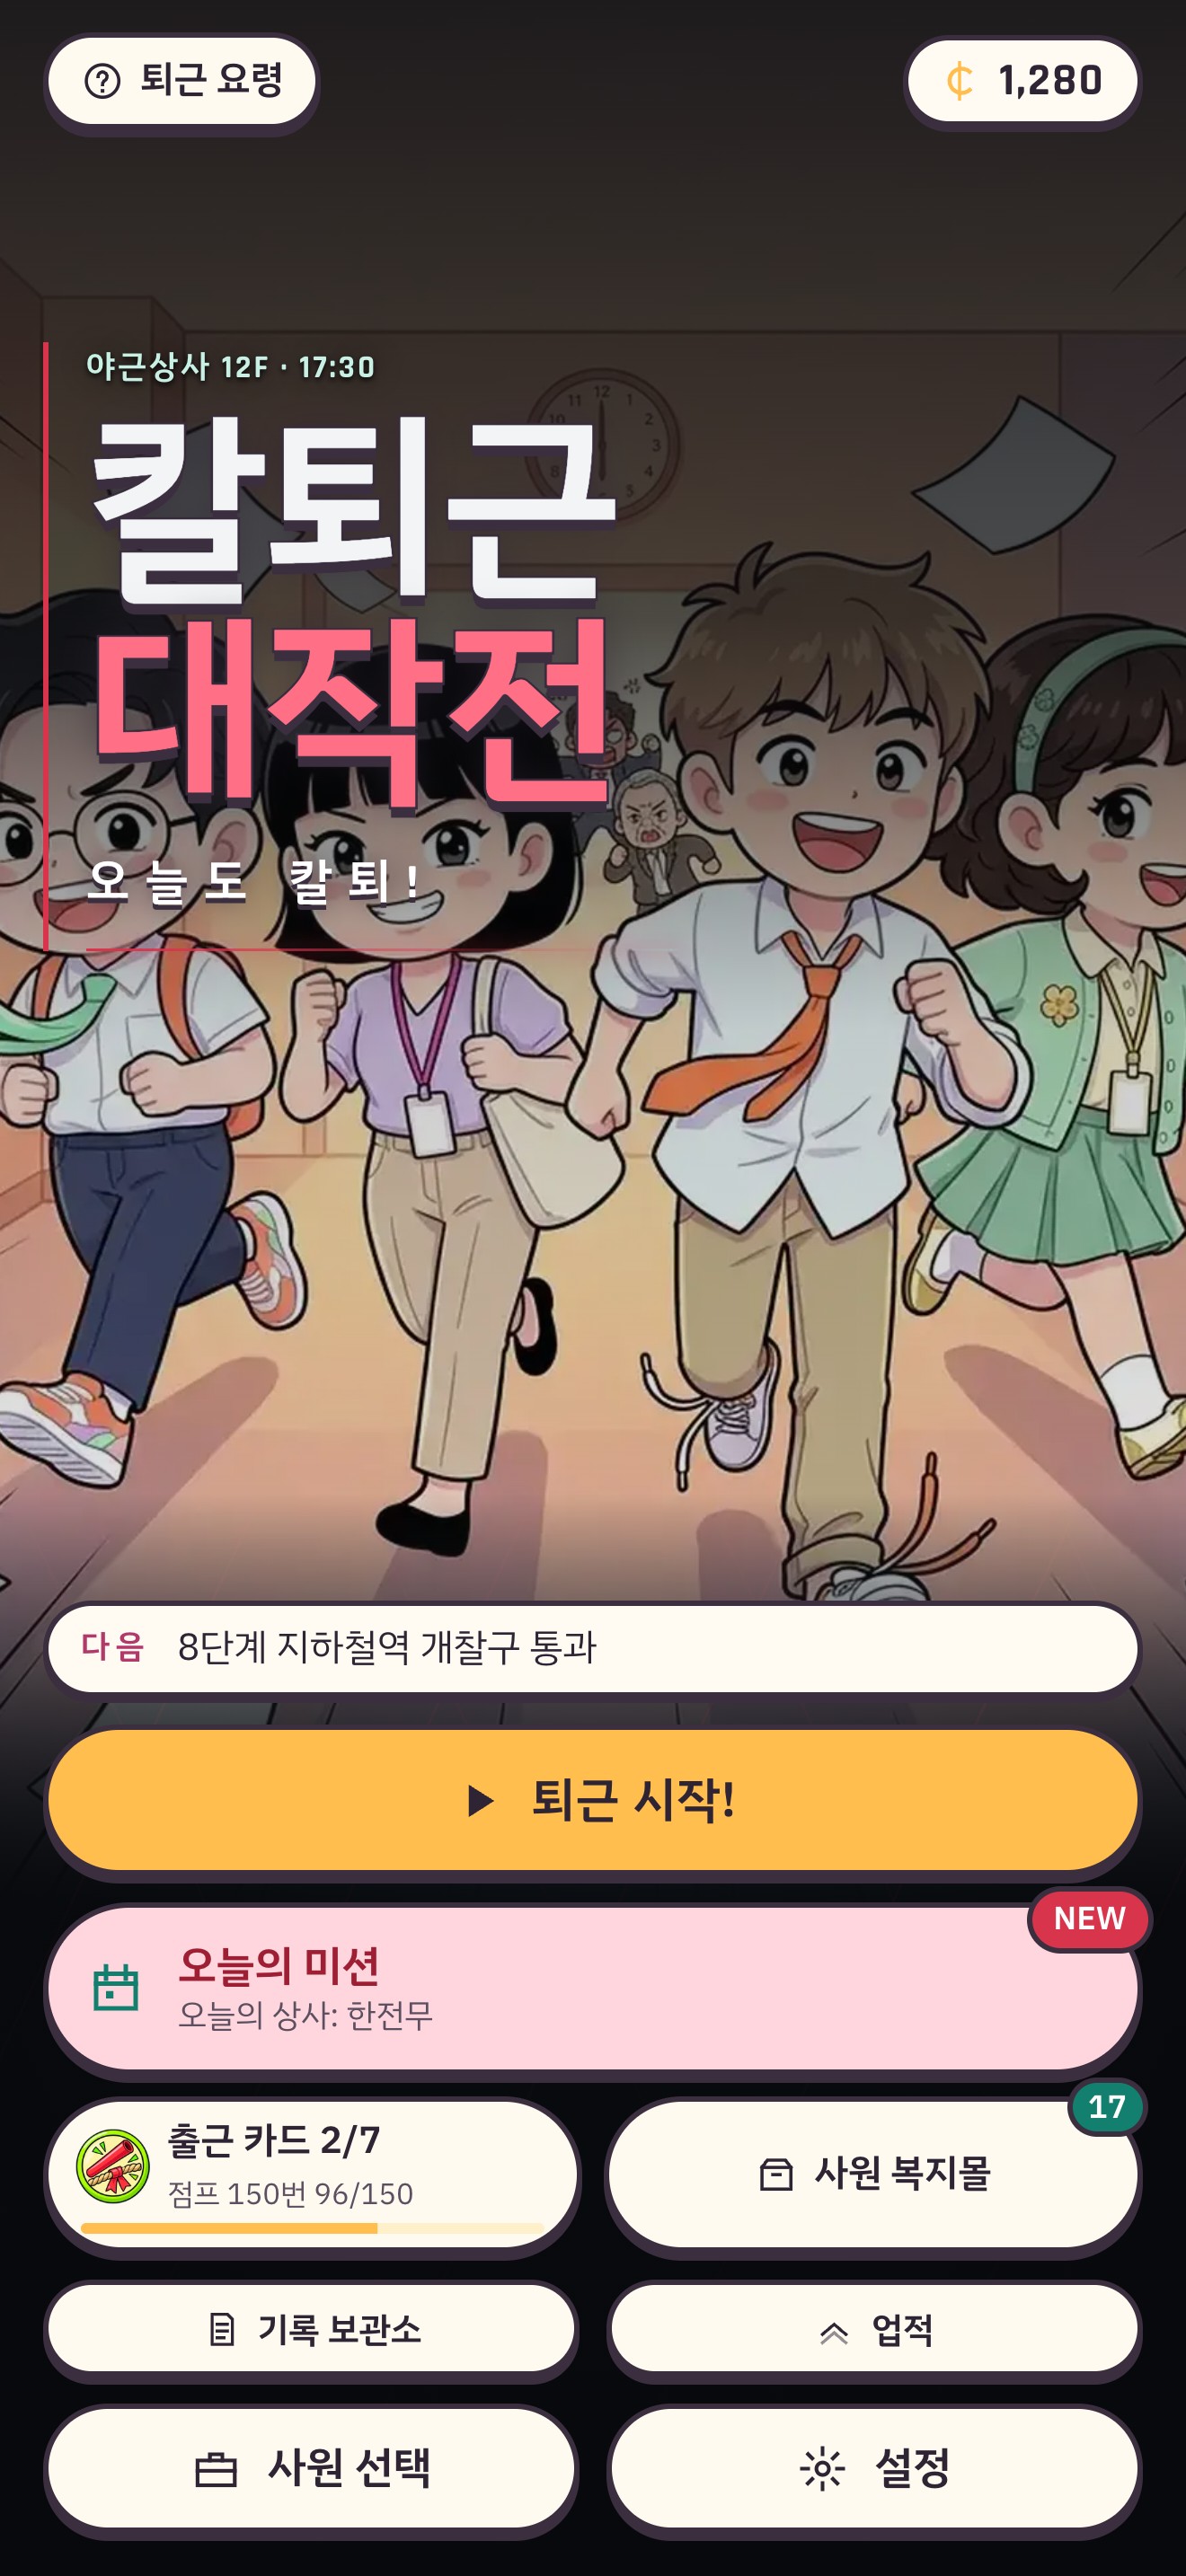 퇴근 요령
1,280
야근상사 12F · 17:30
칼퇴근
대작전
오늘도 칼퇴!
다음 8단계 지하철역 개찰구 통과
퇴근 시작!
NEW
오늘의 미션
오늘의 상사: 한전무
출근 카드 2/7
점프 150번 96/150
17
사원 복지몰
기록 보관소
업적
사원 선택
설정